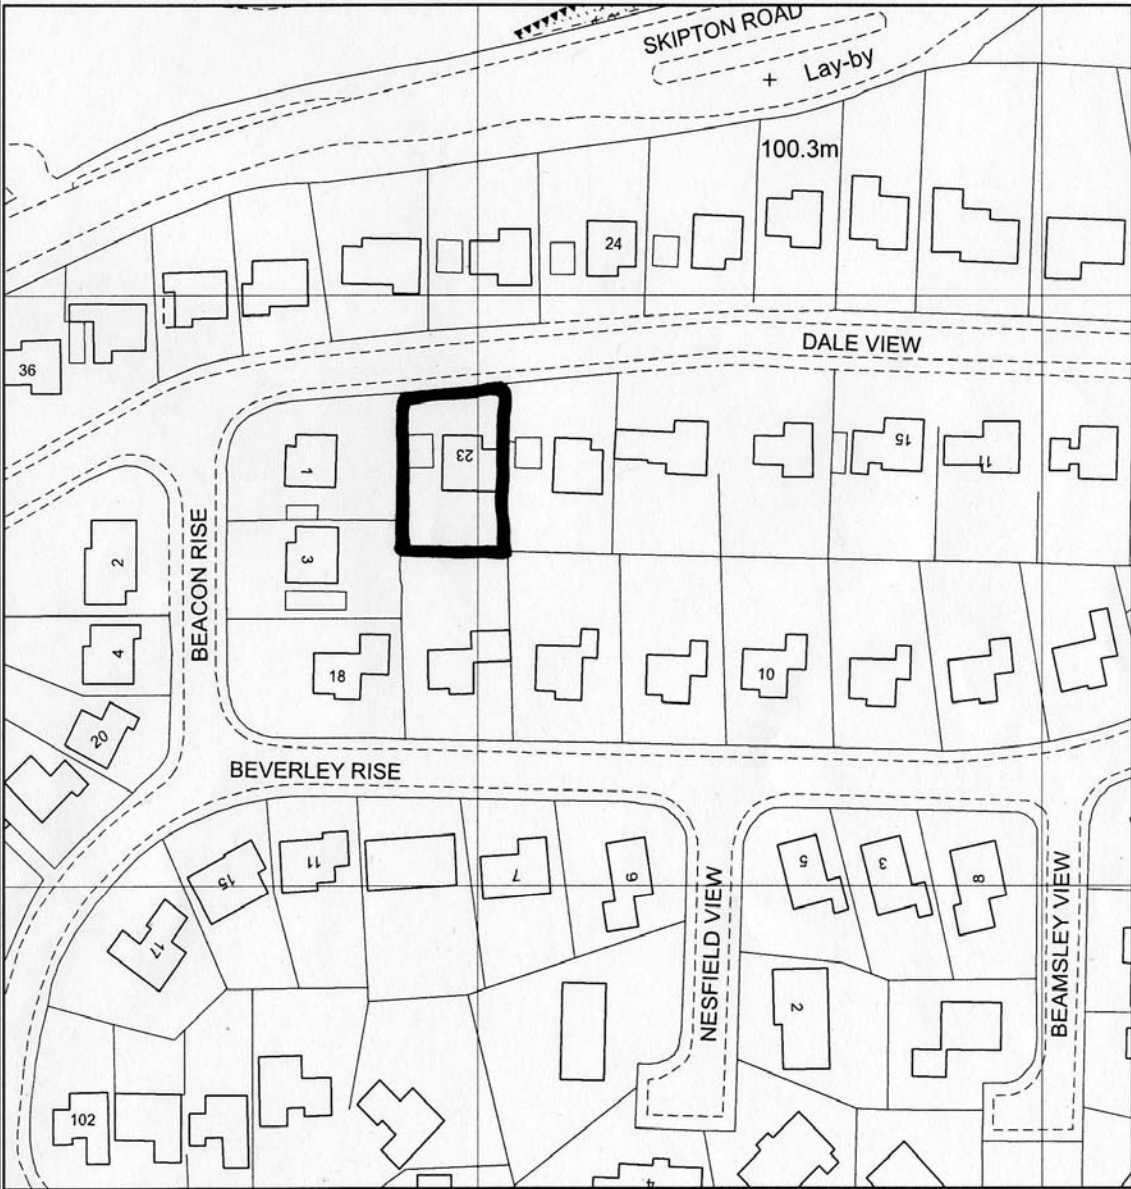 SKIPTON ROAD
Lay-by
100.3m
24
DALE VIEW
36
23
15
11
1
2
BEACON RISE
3
4
18
10
20
BEVERLEY RISE
15
11
7
9
5
3
8
17
NESFIELD VIEW
BEAMSLEY VIEW
2
102
4